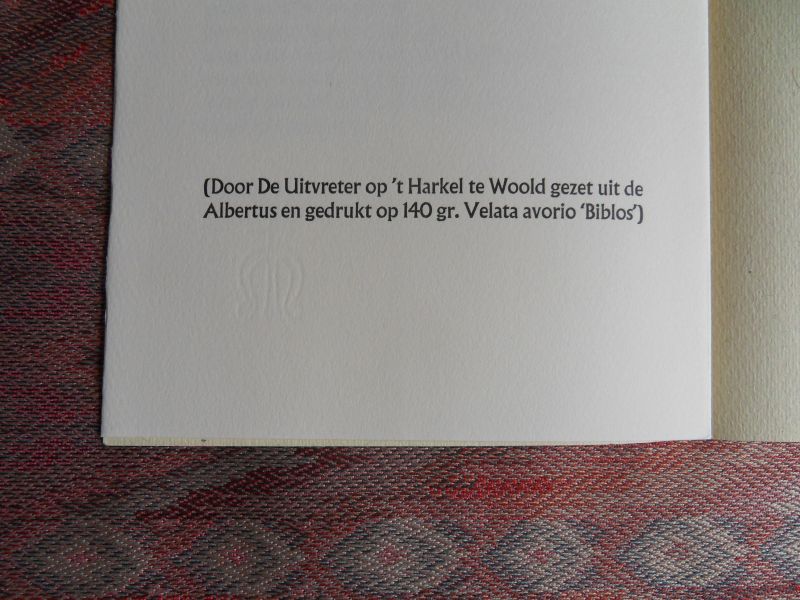 (Door De Uitvreter op ’t Harkel te Woold gezet uit de
Albertus en gedrukt op 140 gr. Velata avorio ‘Biblos’)